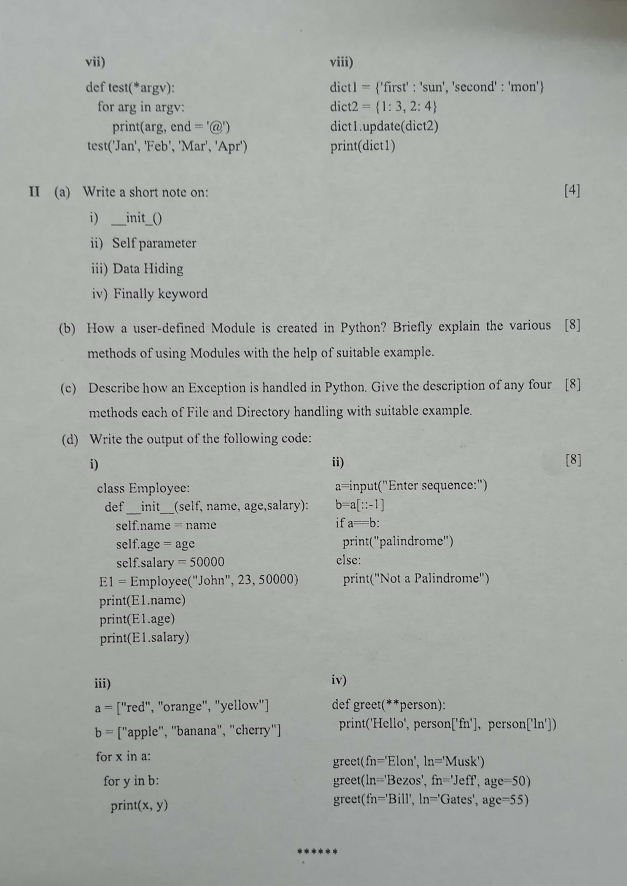 vii)
def test(*argv):
for arg in argv:
print(arg, end = '@')
test('Jan', 'Feb', 'Mar', 'Apr')
viii)
dict1 = {'first' : 'sun', 'second' : 'mon'}
dict2 = {1: 3, 2: 4}
dict1.update(dict2)
print(dict1)
II (a) Write a short note on: [4]
i) __init_()
ii) Self parameter
iii) Data Hiding
iv) Finally keyword
(b) How a user-defined Module is created in Python? Briefly explain the various [8]
methods of using Modules with the help of suitable example.
(c) Describe how an Exception is handled in Python. Give the description of any four [8]
methods each of File and Directory handling with suitable example.
(d) Write the output of the following code: [8]
i)
class Employee:
def __init__(self, name, age,salary):
self.name = name
self.age = age
self.salary = 50000
E1 = Employee("John", 23, 50000)
print(E1.name)
print(E1.age)
print(E1.salary)
ii)
a=input("Enter sequence:")
b=a[::-1]
if a==b:
print("palindrome")
else:
print("Not a Palindrome")
iii)
a = ["red", "orange", "yellow"]
b = ["apple", "banana", "cherry"]
for x in a:
for y in b:
print(x, y)
iv)
def greet(**person):
print('Hello', person['fn'], person['ln'])
greet(fn='Elon', ln='Musk')
greet(ln='Bezos', fn='Jeff', age=50)
greet(fn='Bill', ln='Gates', age=55)
******